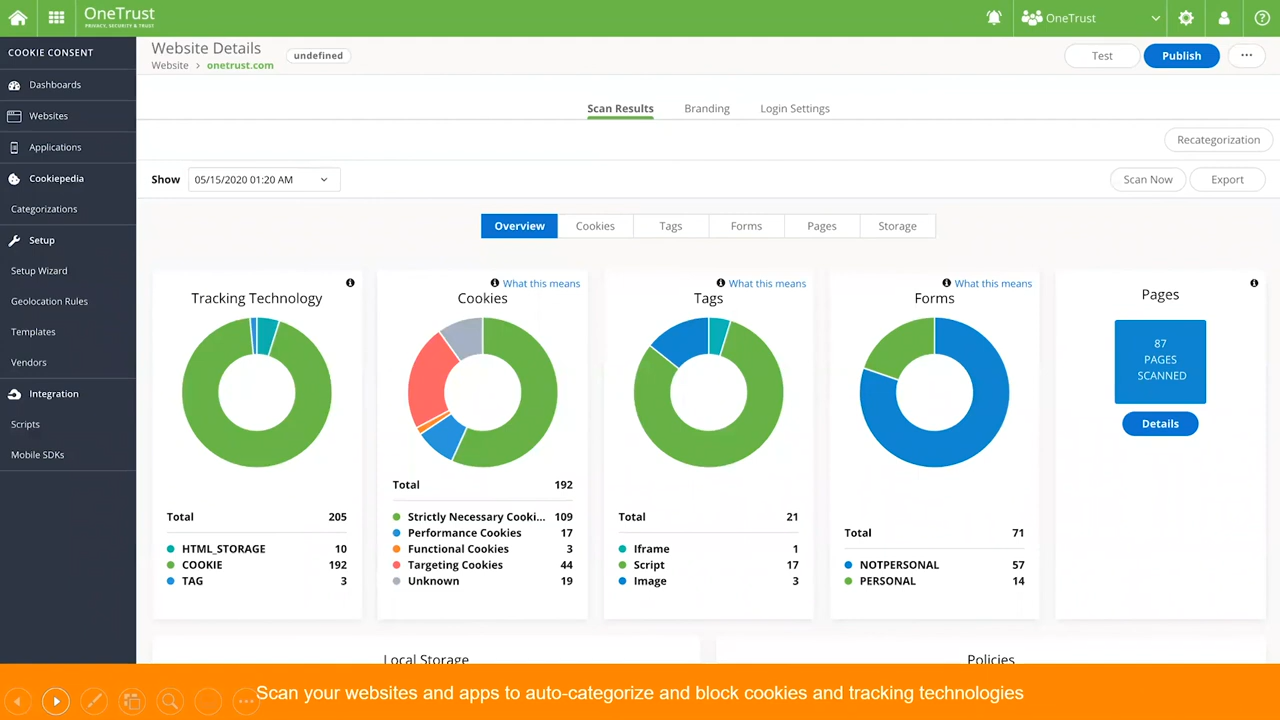 OneTrust
PRIVACY, SECURITY & TRUST
OneTrust
COOKIE CONSENT
Dashboards
Websites
Applications
Cookiepedia
Categorizations
Setup
Setup Wizard
Geolocation Rules
Templates
Vendors
Integration
Scripts
Mobile SDKs
Website Details
undefined
Website > onetrust.com
Test
Publish
...
Scan Results
Branding
Login Settings
Recategorization
Show
05/15/2020 01:20 AM
Scan Now
Export
Overview
Cookies
Tags
Forms
Pages
Storage
Tracking Technology
Total 205
HTML_STORAGE 10
COOKIE 192
TAG 3
What this means
Cookies
Total 192
Strictly Necessary Cooki... 109
Performance Cookies 17
Functional Cookies 3
Targeting Cookies 44
Unknown 19
What this means
Tags
Total 21
Iframe 1
Script 17
Image 3
What this means
Forms
Total 71
NOTPERSONAL 57
PERSONAL 14
Pages
87
PAGES
SCANNED
Details
Local Storage
Policies
Scan your websites and apps to auto-categorize and block cookies and tracking technologies